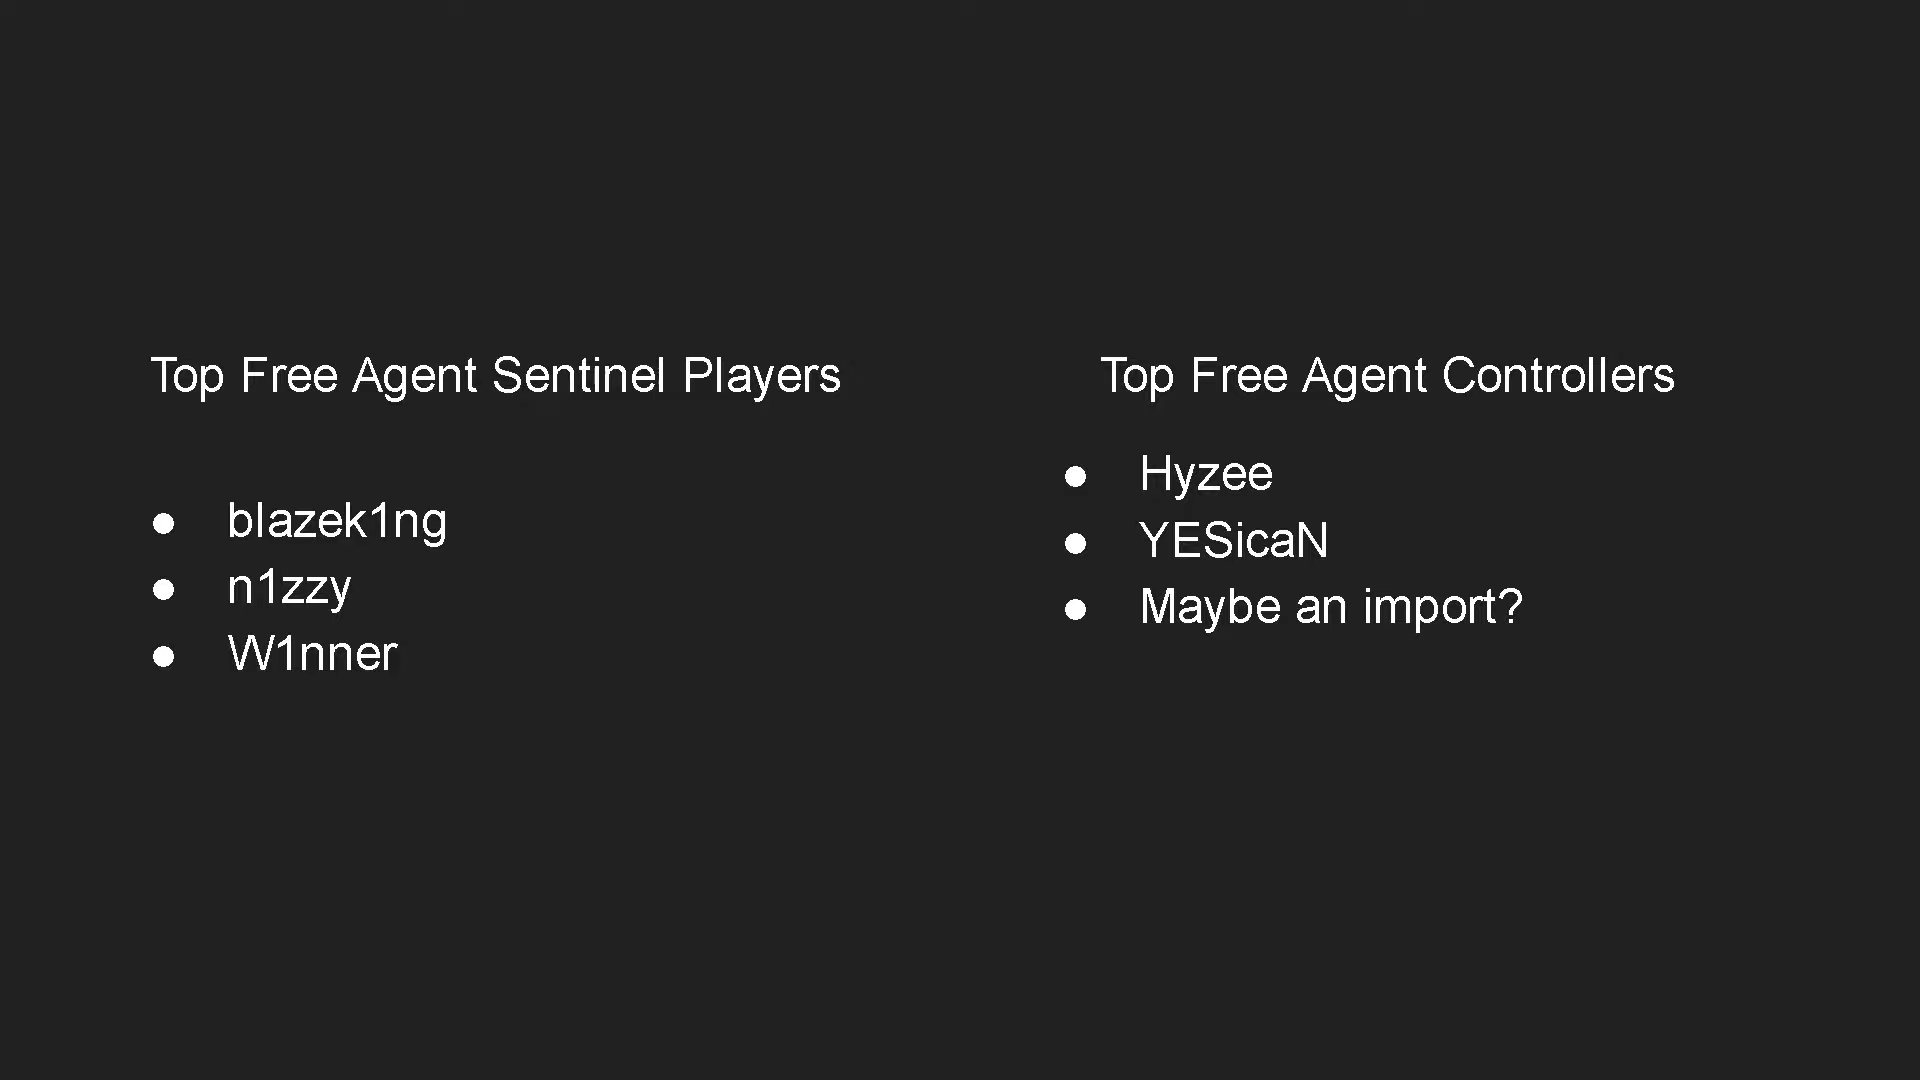 Top Free Agent Sentinel Players
● blazek1ng
● n1zzy
● W1nner
Top Free Agent Controllers
● Hyzee
● YESicaN
● Maybe an import?